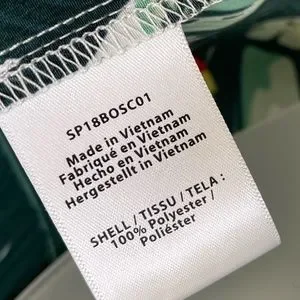 SP18BOSC01
Made in Vietnam
Fabriqué en Vietnam
Hecho en Vietnam
Hergestellt in Vietnam
SHELL / TISSU / TELA :
100% Polyester /
Poliéster